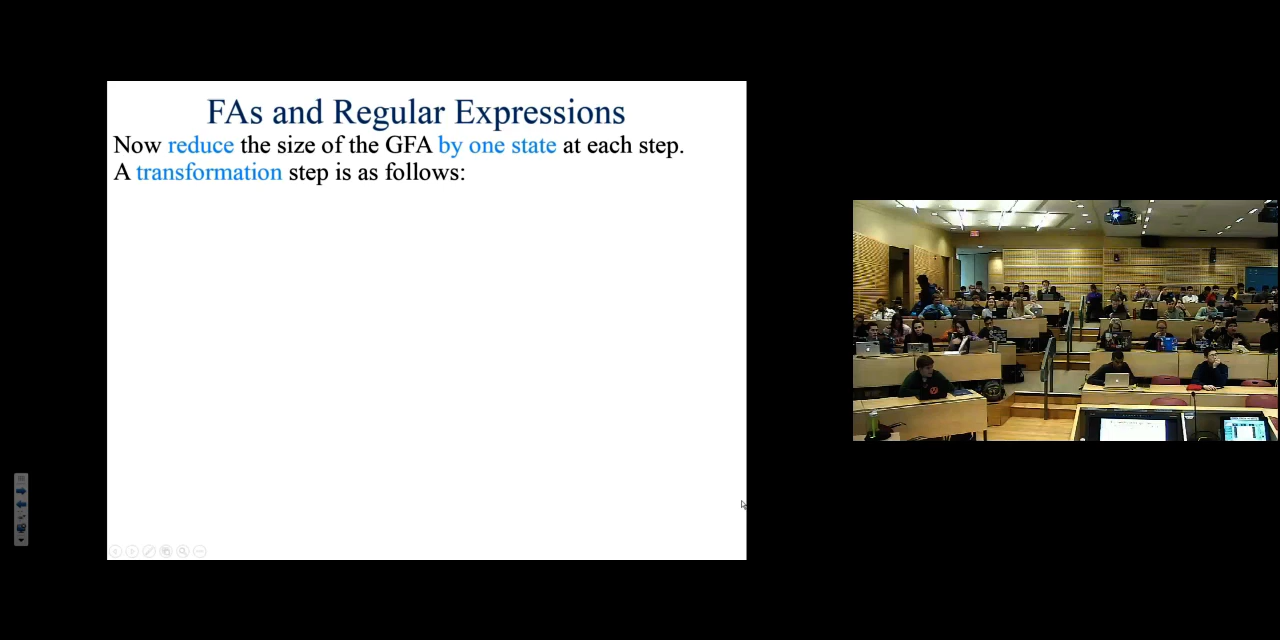 FAs and Regular Expressions
Now reduce the size of the GFA by one state at each step.
A transformation step is as follows: